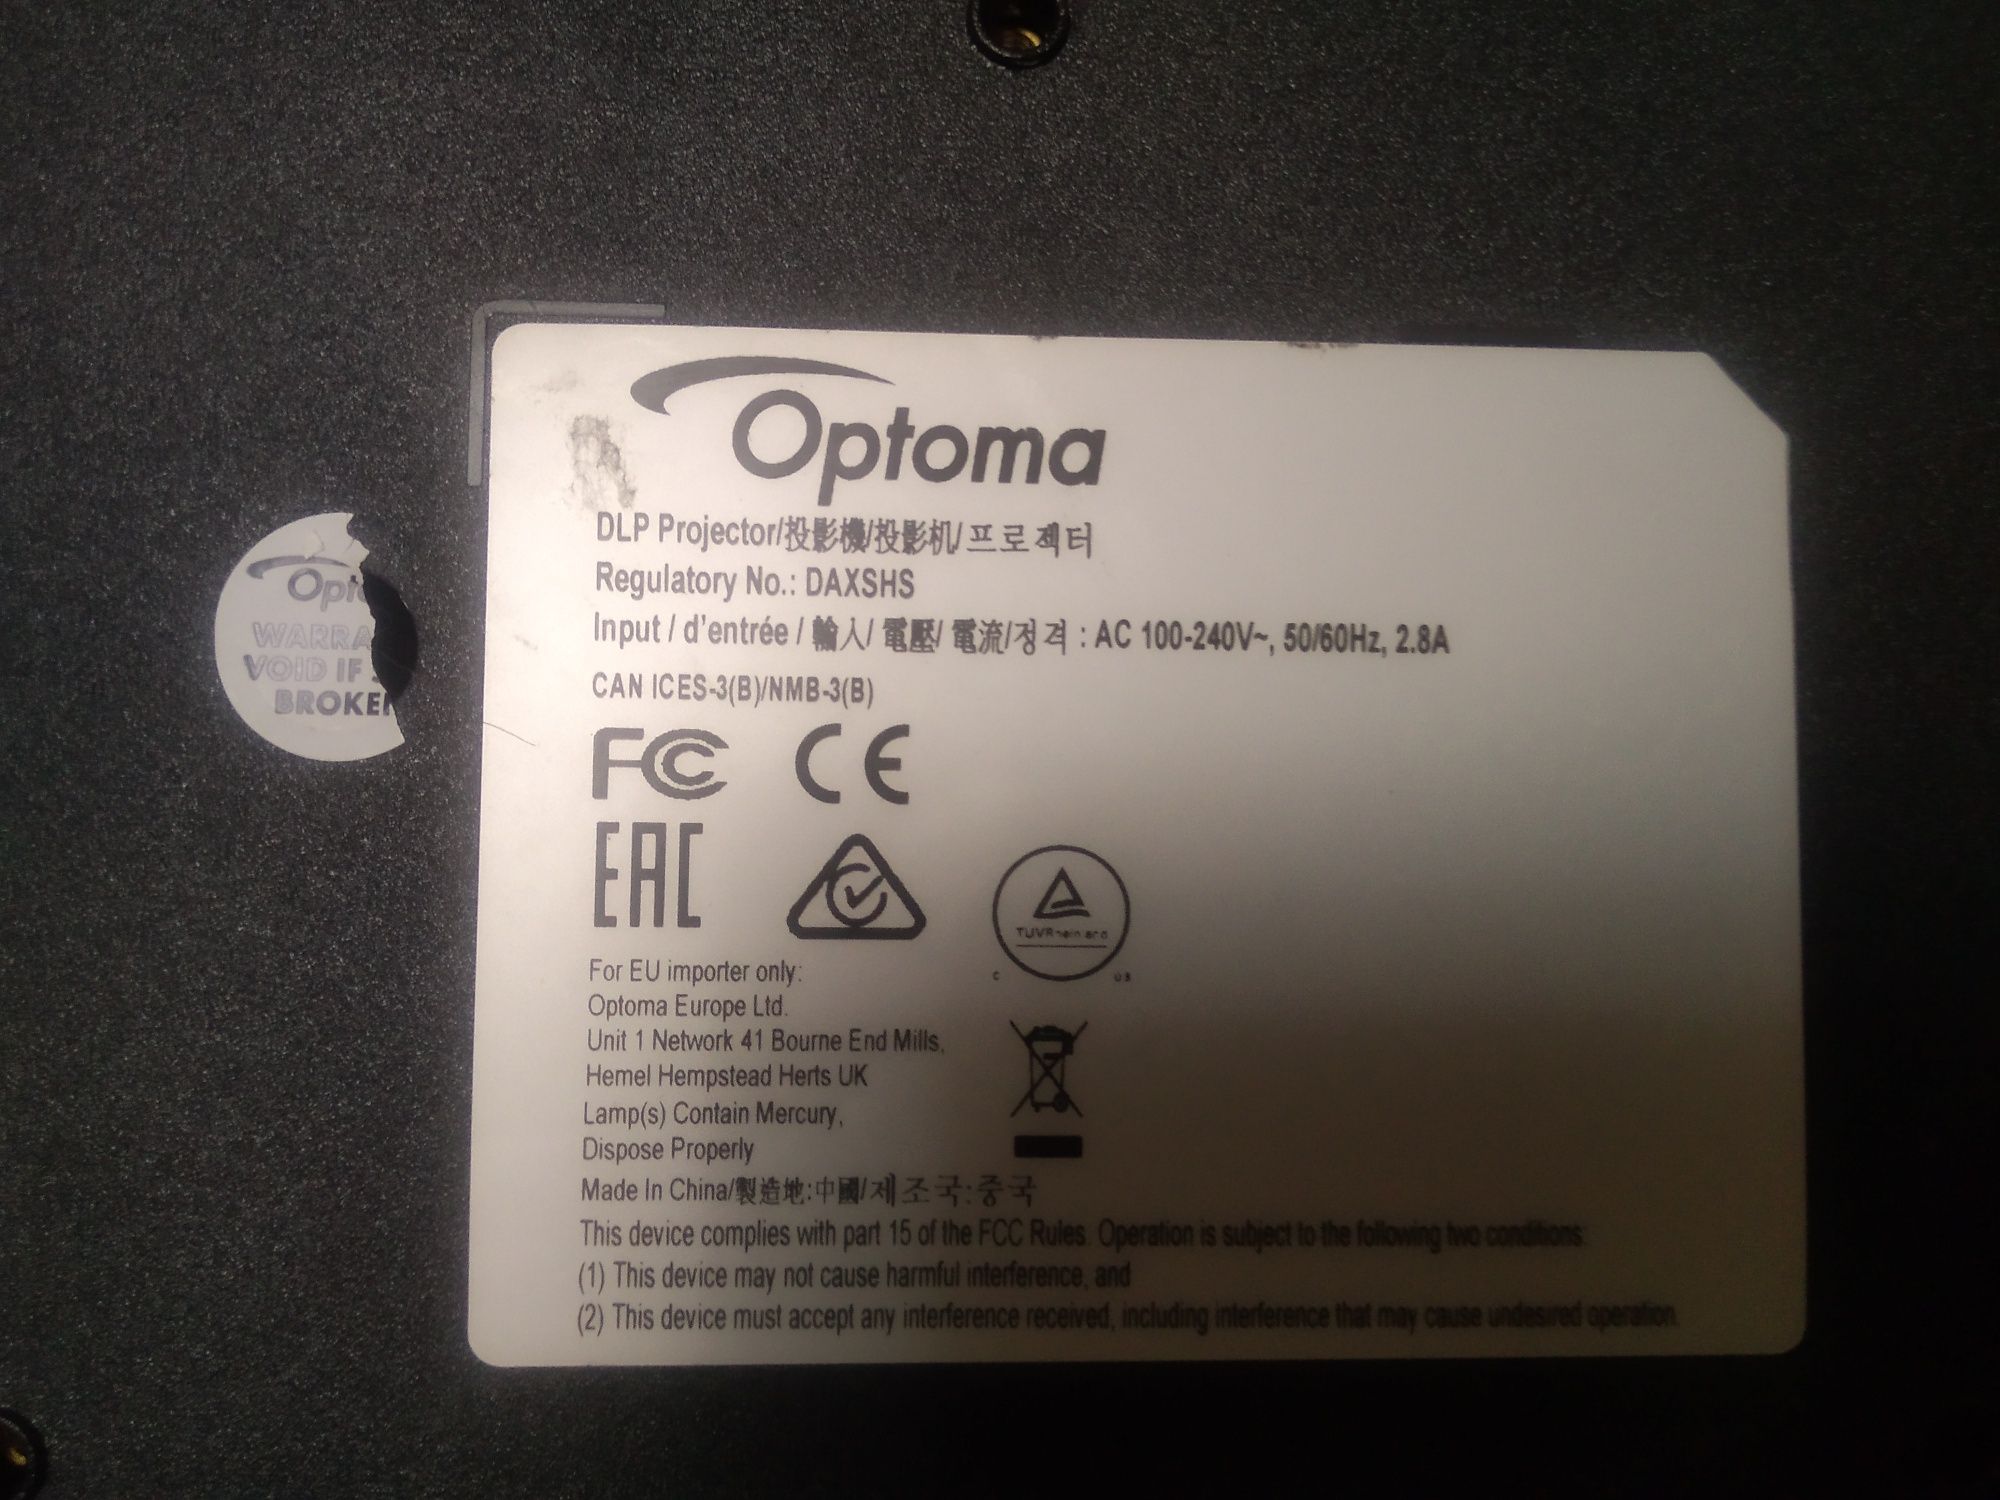 Optoma
DLP Projector/投影機/投影机/프로젝터
Regulatory No.: DAXSHS
Input / d'entrée / 輸入/ 電壓/ 電流/정격 : AC 100-240V~, 50/60Hz, 2.8A
CAN ICES-3(B)/NMB-3(B)
FC CE
EAC
TUVRheinland
C US
For EU importer only:
Optoma Europe Ltd.
Unit 1 Network 41 Bourne End Mills,
Hemel Hempstead Herts UK
Lamp(s) Contain Mercury,
Dispose Properly
Made In China/製造地:中國/제조국:중국
This device complies with part 15 of the FCC Rules. Operation is subject to the following two conditions:
(1) This device may not cause harmful interference, and
(2) This device must accept any interference received, including interference that may cause undesired operation.
Opto
WARRA
VOID IF S
BROKEN